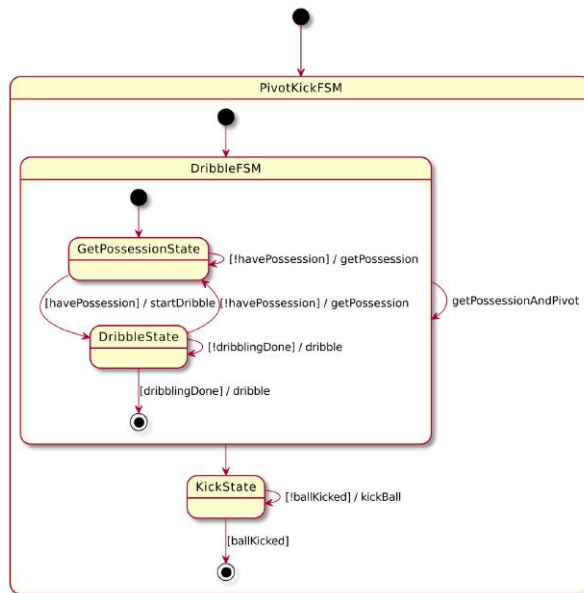 PivotKickFSM
DribbleFSM
GetPossessionState
[!havePossession] / getPossession
getPossessionAndPivot
[havePossession] / startDribble
[!havePossession] / getPossession
DribbleState
[!dribblingDone] / dribble
[dribblingDone] / dribble
KickState
[!ballKicked] / kickBall
[ballKicked]